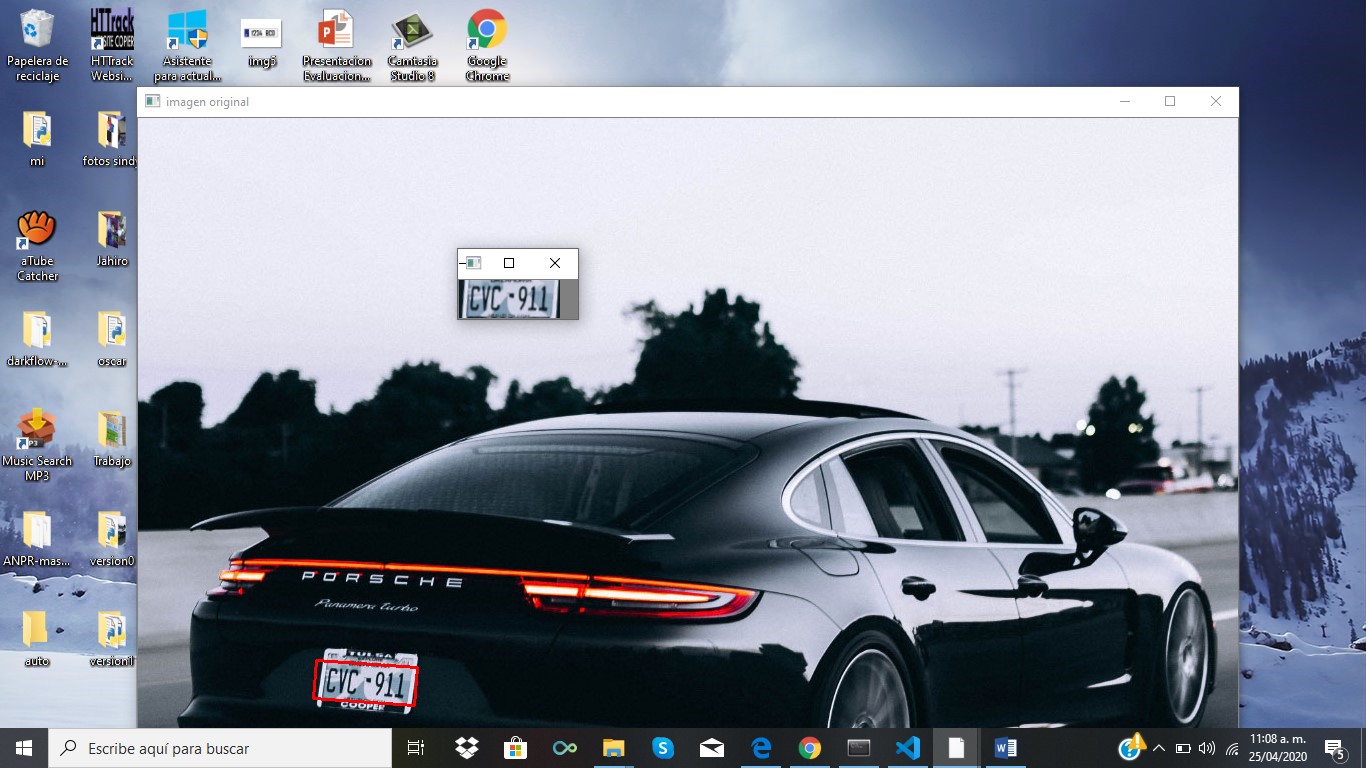 HTTrack
SITE COPIER
1234 BCD
Papelera de
reciclaje
HTTrack
Websi...
Asistente
para actual...
img5
Presentacion
Evaluacion...
Camtasia
Studio 8
Google
Chrome
imagen original
mi
fotos sindy
CVC-911
aTube
Catcher
Jahiro
darkflow-...
oscar
Music Search
MP3
Trabajo
ANPR-mas...
version0
PORSCHE
Panamera turbo
auto
version1
CVC-911
COOPER
Escribe aquí para buscar
11:08 a. m.
25/04/2020
5